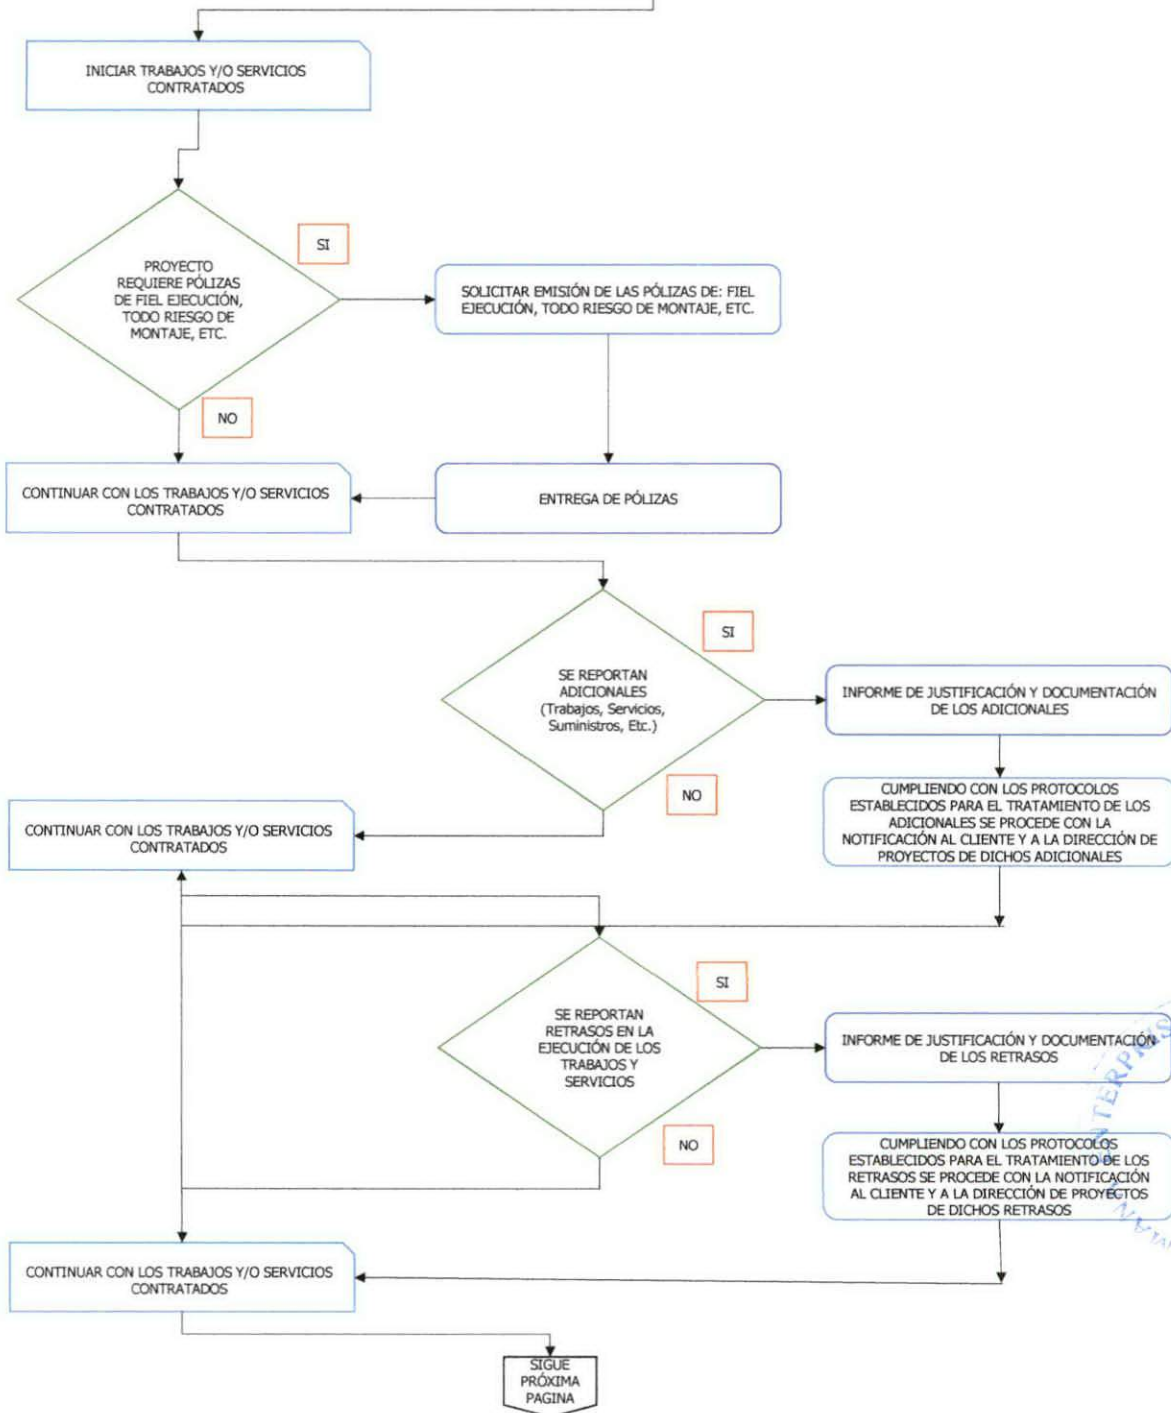 INICIAR TRABAJOS Y/O SERVICIOS
CONTRATADOS
SI
PROYECTO
REQUIERE PÓLIZAS
DE FIEL EJECUCIÓN,
TODO RIESGO DE
MONTAJE, ETC.
SOLICITAR EMISIÓN DE LAS PÓLIZAS DE: FIEL
EJECUCIÓN, TODO RIESGO DE MONTAJE, ETC.
NO
CONTINUAR CON LOS TRABAJOS Y/O SERVICIOS
CONTRATADOS
ENTREGA DE PÓLIZAS
SI
SE REPORTAN
ADICIONALES
(Trabajos, Servicios,
Suministros, Etc.)
INFORME DE JUSTIFICACIÓN Y DOCUMENTACIÓN
DE LOS ADICIONALES
NO
CUMPLIENDO CON LOS PROTOCOLOS
ESTABLECIDOS PARA EL TRATAMIENTO DE LOS
ADICIONALES SE PROCEDE CON LA
NOTIFICACIÓN AL CLIENTE Y A LA DIRECCIÓN DE
PROYECTOS DE DICHOS ADICIONALES
CONTINUAR CON LOS TRABAJOS Y/O SERVICIOS
CONTRATADOS
SI
SE REPORTAN
RETRASOS EN LA
EJECUCIÓN DE LOS
TRABAJOS Y
SERVICIOS
INFORME DE JUSTIFICACIÓN Y DOCUMENTACIÓN
DE LOS RETRASOS
NO
CUMPLIENDO CON LOS PROTOCOLOS
ESTABLECIDOS PARA EL TRATAMIENTO DE LOS
RETRASOS SE PROCEDE CON LA NOTIFICACIÓN
AL CLIENTE Y A LA DIRECCIÓN DE PROYECTOS
DE DICHOS RETRASOS
CONTINUAR CON LOS TRABAJOS Y/O SERVICIOS
CONTRATADOS
SIGUE
PRÓXIMA
PAGINA